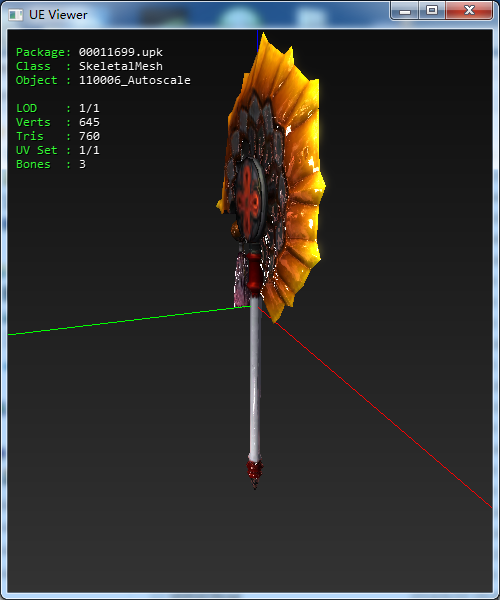 UE Viewer
Package: 00011699.upk
Class : SkeletalMesh
Object : 110006_Autoscale
LOD : 1/1
Verts : 645
Tris : 760
UV Set : 1/1
Bones : 3